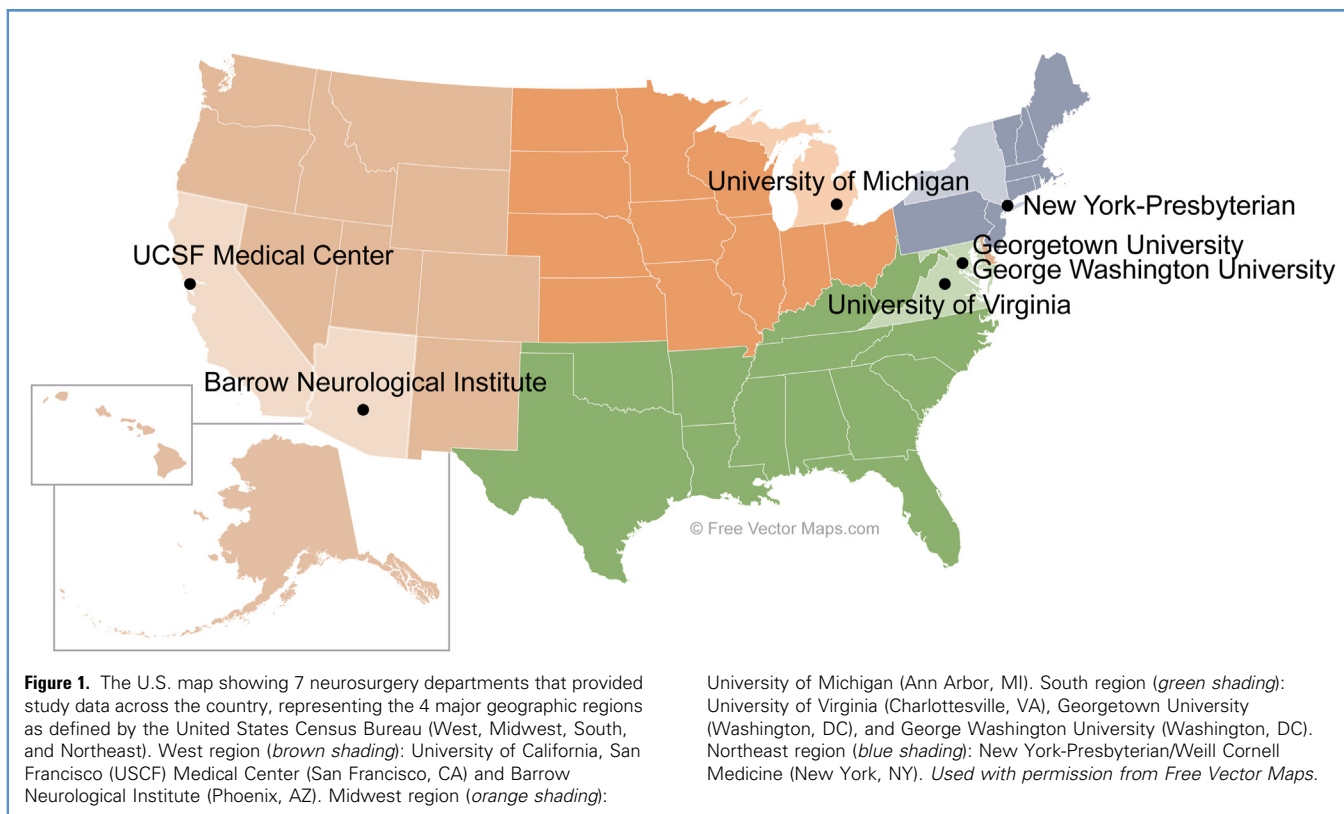 University of Michigan
New York-Presbyterian
Georgetown University
UCSF Medical Center
George Washington University
University of Virginia
Barrow Neurological Institute
© Free Vector Maps.com
Figure 1. The U.S. map showing 7 neurosurgery departments that provided
study data across the country, representing the 4 major geographic regions
as defined by the United States Census Bureau (West, Midwest, South,
and Northeast). West region (brown shading): University of California, San
Francisco (USCF) Medical Center (San Francisco, CA) and Barrow
Neurological Institute (Phoenix, AZ). Midwest region (orange shading):
University of Michigan (Ann Arbor, MI). South region (green shading):
University of Virginia (Charlottesville, VA), Georgetown University
(Washington, DC), and George Washington University (Washington, DC).
Northeast region (blue shading): New York-Presbyterian/Weill Cornell
Medicine (New York, NY). Used with permission from Free Vector Maps.